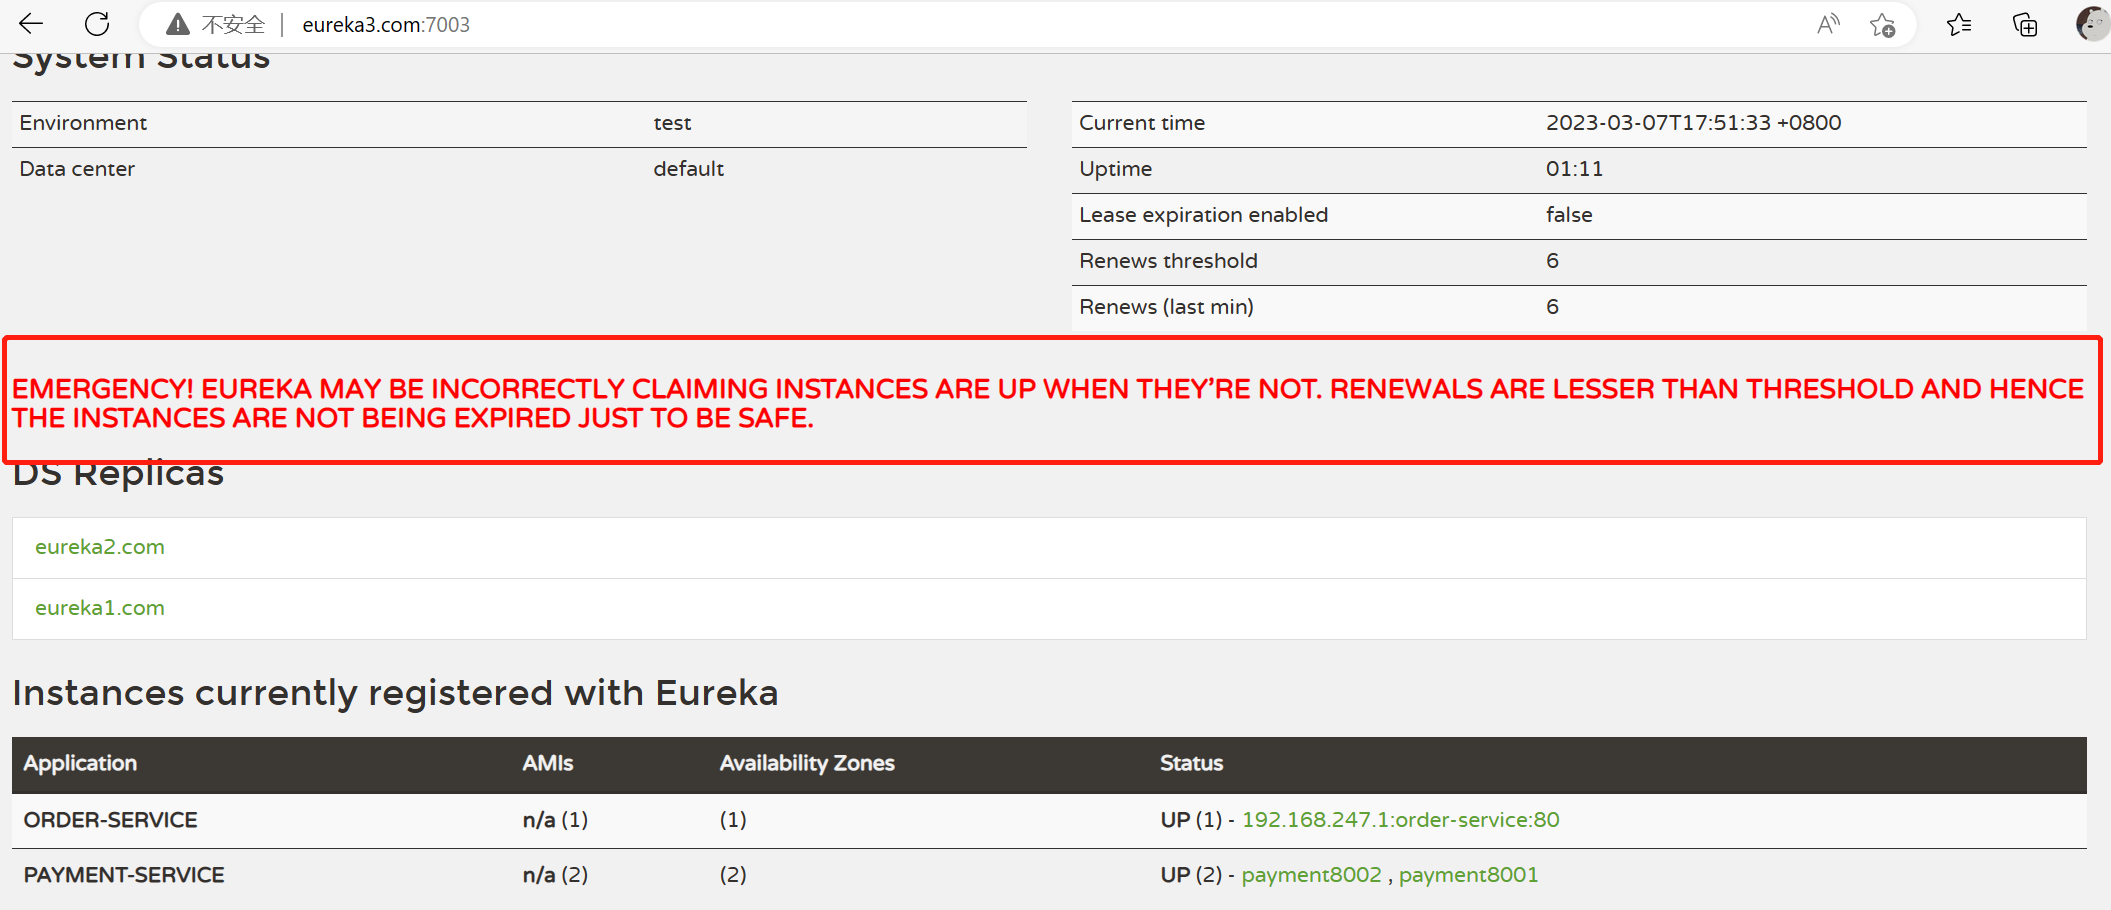 不安全 eureka3.com:7003
System Status
Environment test
Data center default
Current time 2023-03-07T17:51:33 +0800
Uptime 01:11
Lease expiration enabled false
Renews threshold 6
Renews (last min) 6
EMERGENCY! EUREKA MAY BE INCORRECTLY CLAIMING INSTANCES ARE UP WHEN THEY'RE NOT. RENEWALS ARE LESSER THAN THRESHOLD AND HENCE
THE INSTANCES ARE NOT BEING EXPIRED JUST TO BE SAFE.
DS Replicas
eureka2.com
eureka1.com
Instances currently registered with Eureka
Application AMIs Availability Zones Status
ORDER-SERVICE n/a (1) (1) UP (1) - 192.168.247.1:order-service:80
PAYMENT-SERVICE n/a (2) (2) UP (2) - payment8002 , payment8001